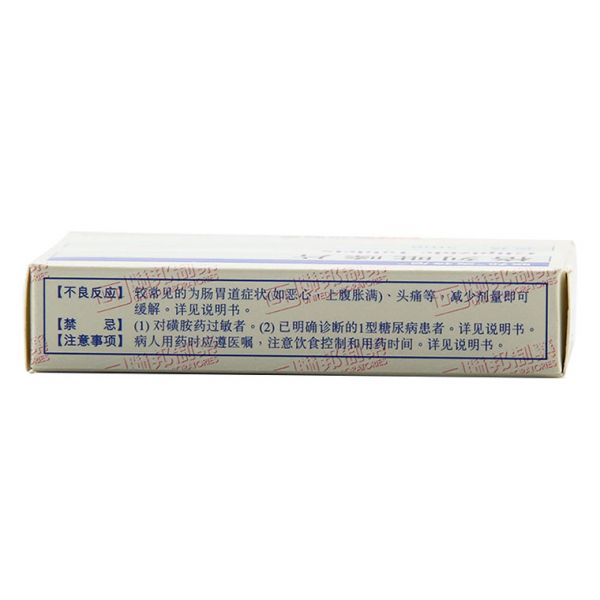 格列吡嗪片
【不良反应】 较常见的为肠胃道症状(如恶心、上腹胀满)、头痛等，减少剂量即可
缓解。详见说明书。
【禁　忌】 (1) 对磺胺药过敏者。(2) 已明确诊断的1型糖尿病患者。详见说明书。
【注意事项】 病人用药时应遵医嘱，注意饮食控制和用药时间。详见说明书。